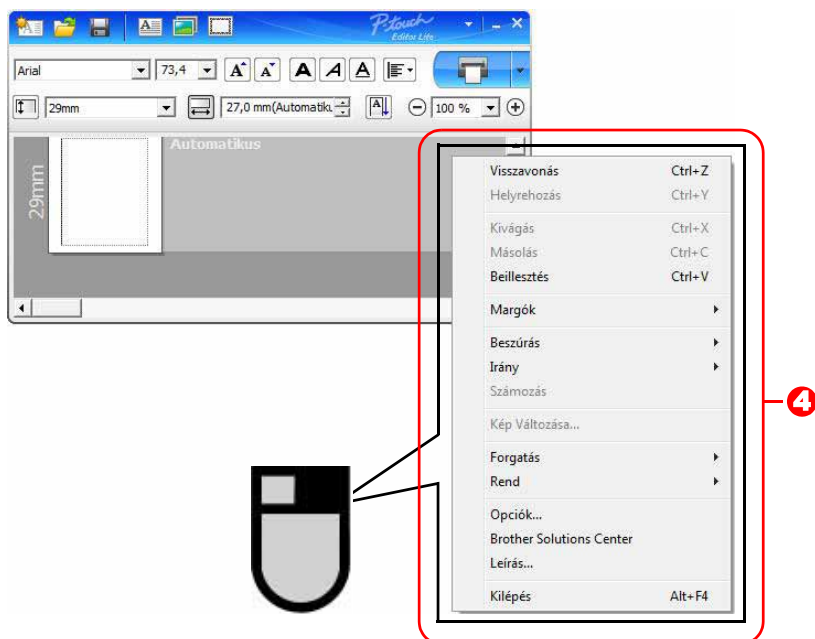 P-touch
Editor Lite
Arial 73,4 A A A A A
29mm 27,0 mm(Automatiku A 100 %
Automatikus
29mm
Visszavonás Ctrl+Z
Helyrehozás Ctrl+Y
Kivágás Ctrl+X
Másolás Ctrl+C
Beillesztés Ctrl+V
Margók
Beszúrás
Irány
Számozás
Kép Változása...
Forgatás
Rend
Opciók...
Brother Solutions Center
Leírás...
Kilépés Alt+F4
4